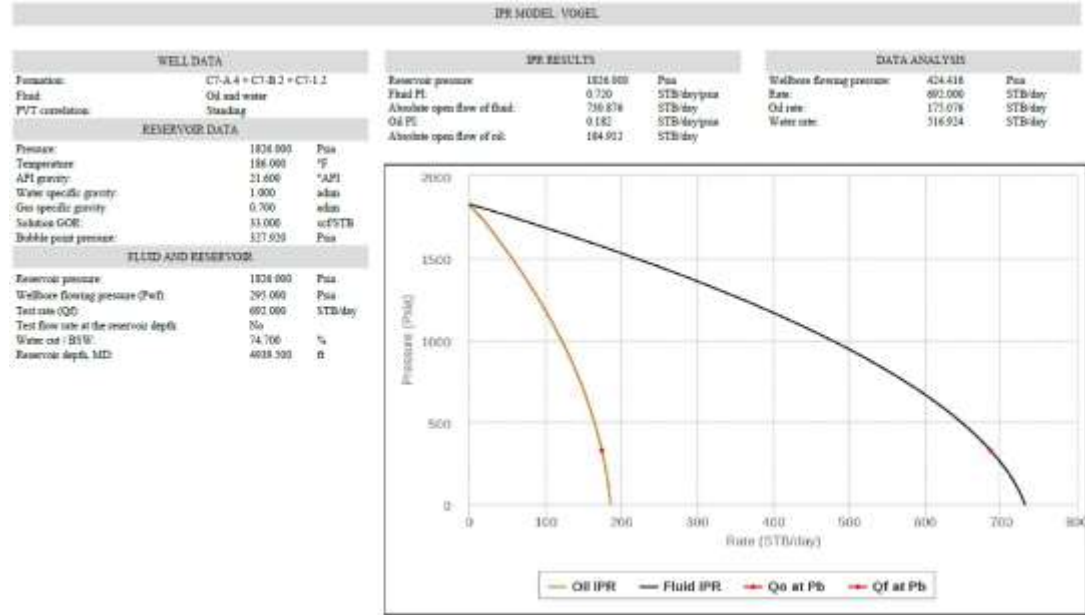 IPR MODEL: VOGEL
WELL DATA
Formation: C7-A.4 + C7-B.2 + C7-1.2
Fluid: Oil and water
PVT correlation: Standing
RESERVOIR DATA
Pressure: 1826.000 Psia
Temperature 186.000 °F
API gravity: 21.600 °API
Water specific gravity: 1.000 adim
Gas specific gravity 0.700 adim
Solution GOR: 33.000 scf/STB
Bubble point pressure: 327.920 Psia
FLUID AND RESERVOIR
Reservoir pressure: 1826.000 Psia
Wellbore flowing pressure (Pwf): 295.000 Psia
Test rate (Qf): 692.000 STB/day
Test flow rate at the reservoir depth: No
Water cut / BSW: 74.700 %
Reservoir depth, MD: 4939.500 ft
IPR RESULTS
Reservoir pressure: 1826.000 Psia
Fluid PI: 0.720 STB/day/psia
Absolute open flow of fluid: STB/day
Oil PI: 0.182 STB/day/psia
Absolute open flow of oil: 184.912 STB/day
DATA ANALYSIS
Wellbore flowing pressure: 424.416 Psia
Rate: 692.000 STB/day
Oil rate: 175.076 STB/day
Water rate: 516.924 STB/day
2000
1500
1000
500
0
Pressure (Psia)
0 100 200 300 400 500 600 700 800
Rate (STB/day)
Oil IPR Fluid IPR Qo at Pb Qf at Pb